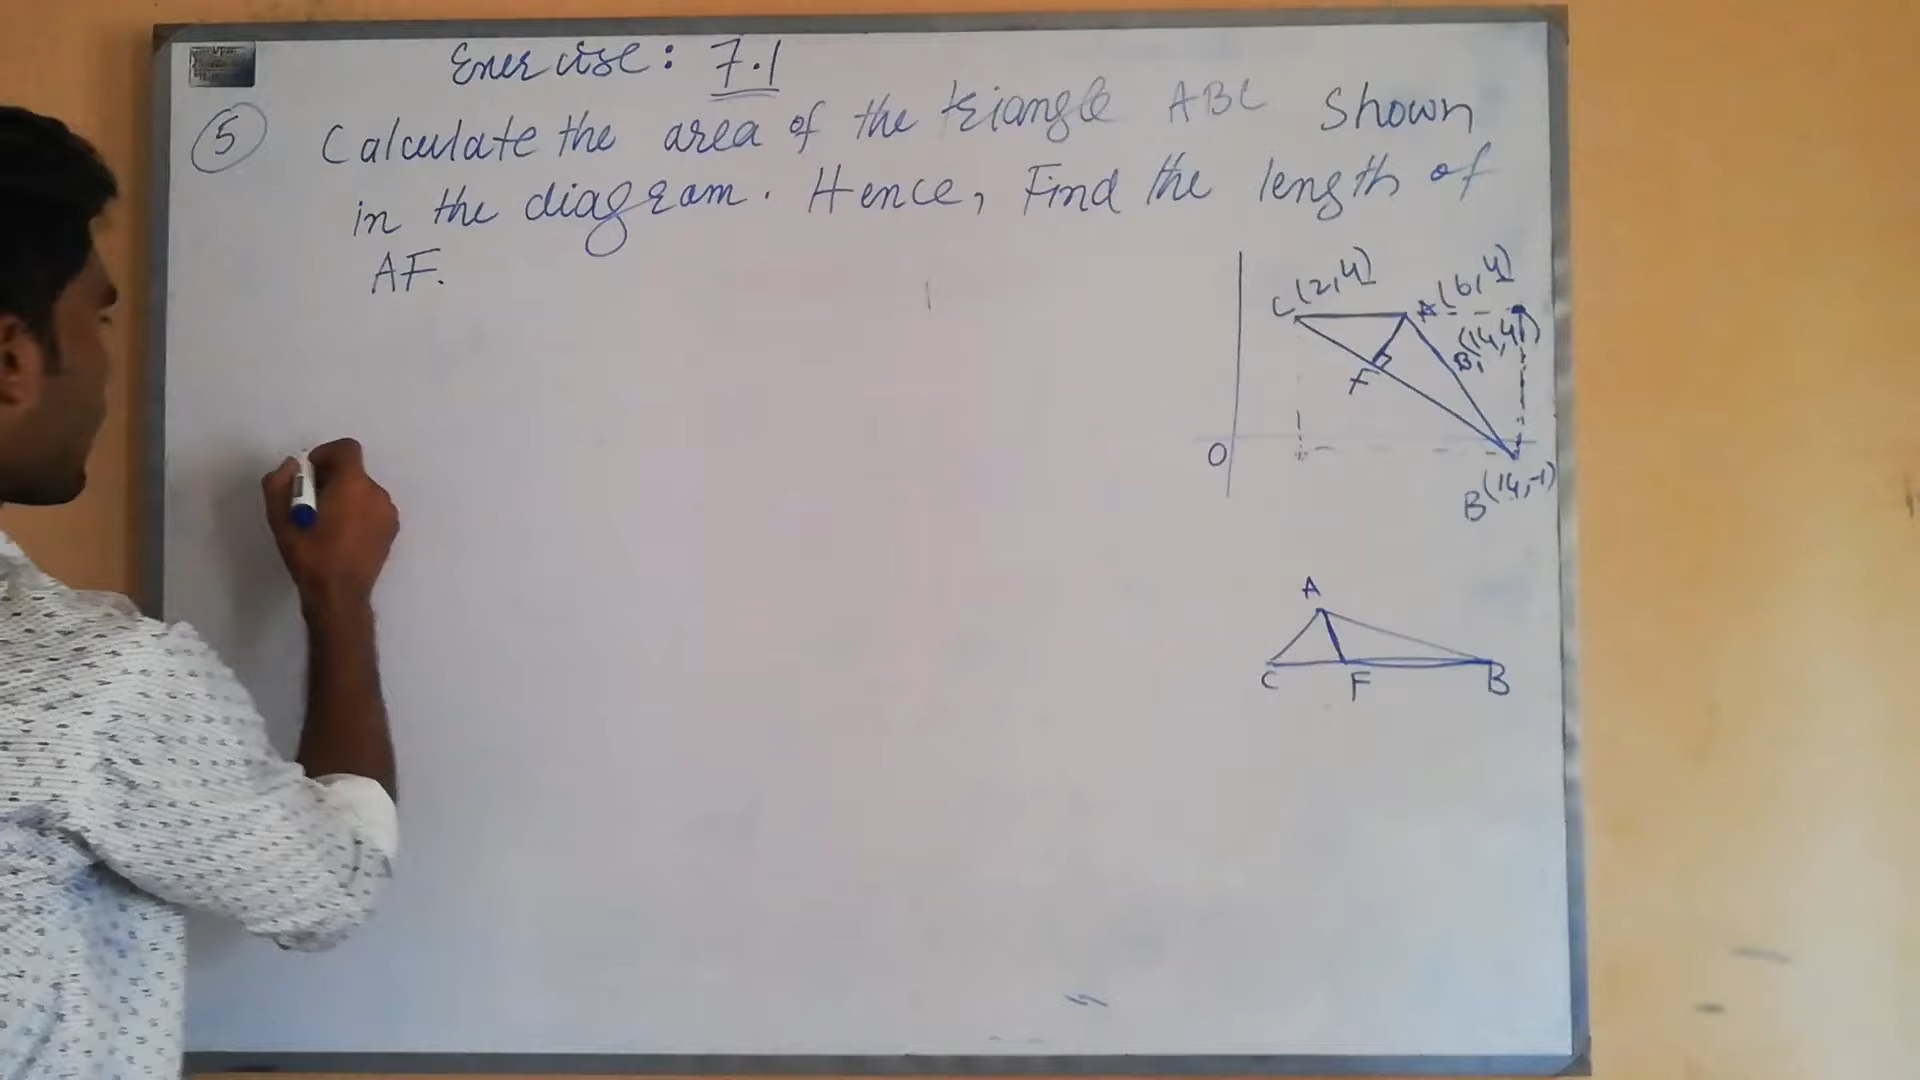 Exercise: 7.1
5 Calculate the area of the triangle ABC shown
in the diagram. Hence, Find the length of
AF.
C(2,4) A(6,4)
B,(14,4)
F
O
B(14,-1)
A
C F B